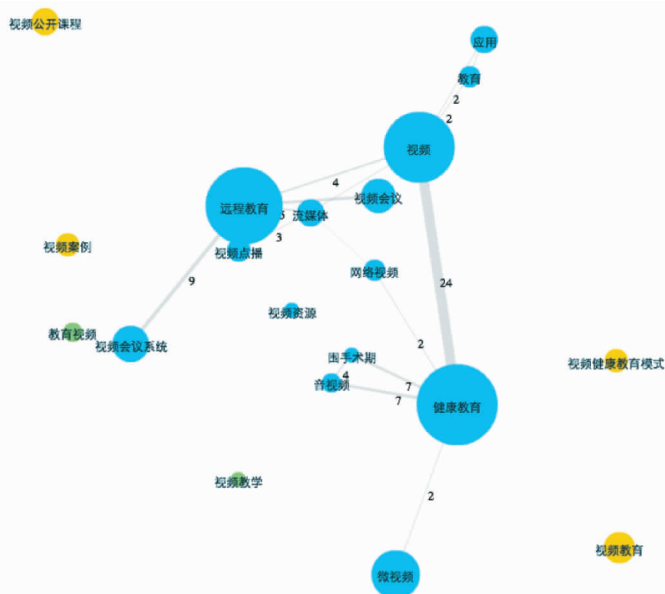 视频公开课程
应用
教育
2
2
视频
4
远程教育
视频会议
流媒体
3
视频案例
视频点播
网络视频
9
24
视频资源
教育视频
视频会议系统
2
围手术期
视频健康教育模式
4
音视频
7
7
健康教育
视频教学
2
视频教育
微视频